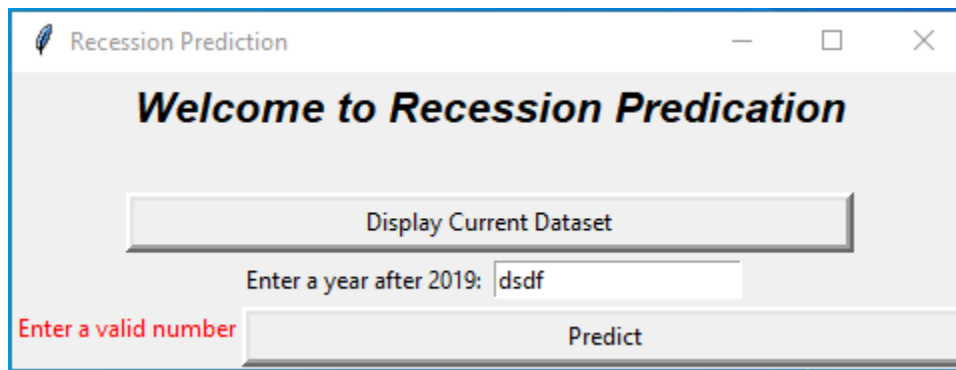 Recession Prediction
Welcome to Recession Predication
Display Current Dataset
Enter a year after 2019: dsdf
Enter a valid number Predict